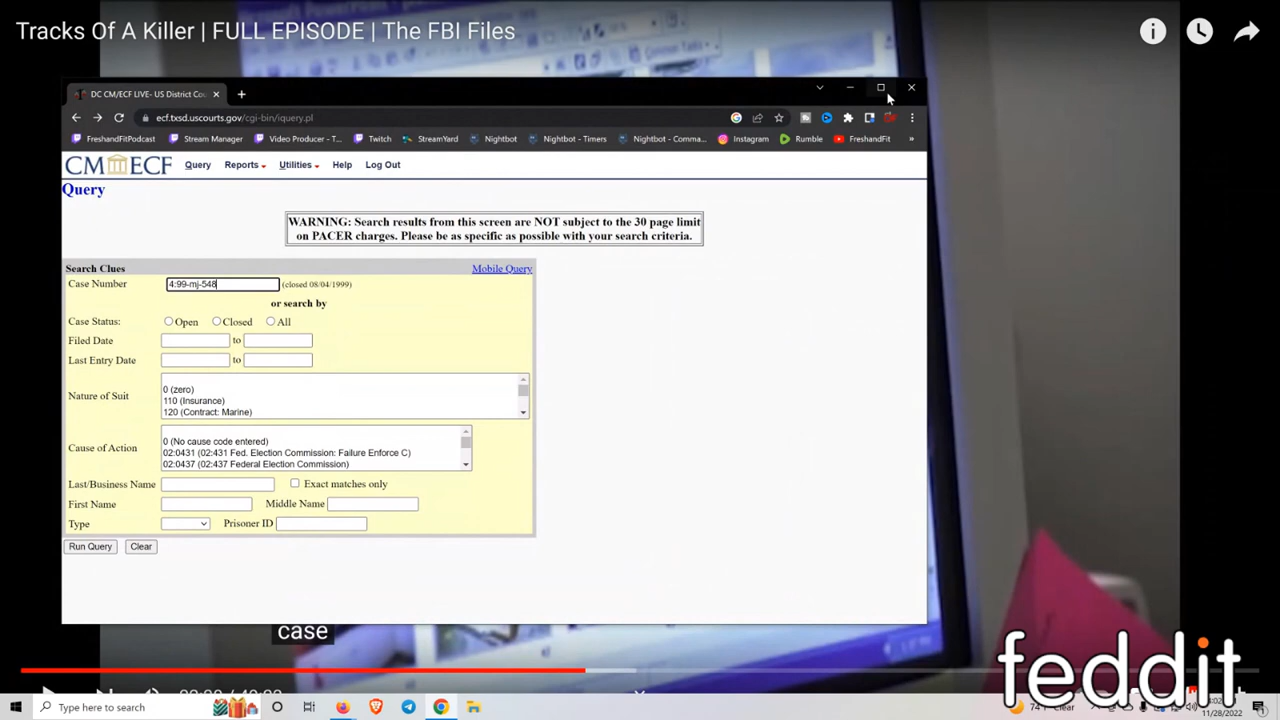 Tracks Of A Killer | FULL EPISODE | The FBI Files
DC CM/ECF LIVE- US District Cou
ecf.txsd.uscourts.gov/cgi-bin/iquery.pl
FreshandFitPodcast Stream Manager Video Producer - T... Twitch StreamYard Nightbot Nightbot - Timers Nightbot - Comma... Instagram Rumble FreshandFit »
CM ECF Query Reports Utilities Help Log Out
Query
WARNING: Search results from this screen are NOT subject to the 30 page limit
on PACER charges. Please be as specific as possible with your search criteria.
Search Clues Mobile Query
Case Number 4:99-mj-548 (closed 08/04/1999)
or search by
Case Status: Open Closed All
Filed Date to
Last Entry Date to
Nature of Suit
0 (zero)
110 (Insurance)
120 (Contract: Marine)
Cause of Action
0 (No cause code entered)
02:0431 (02:431 Fed. Election Commission: Failure Enforce C)
02:0437 (02:437 Federal Election Commission)
Last/Business Name Exact matches only
First Name Middle Name
Type Prisoner ID
Run Query Clear
case
feddit
Type here to search
74° Clear
11/28/2022